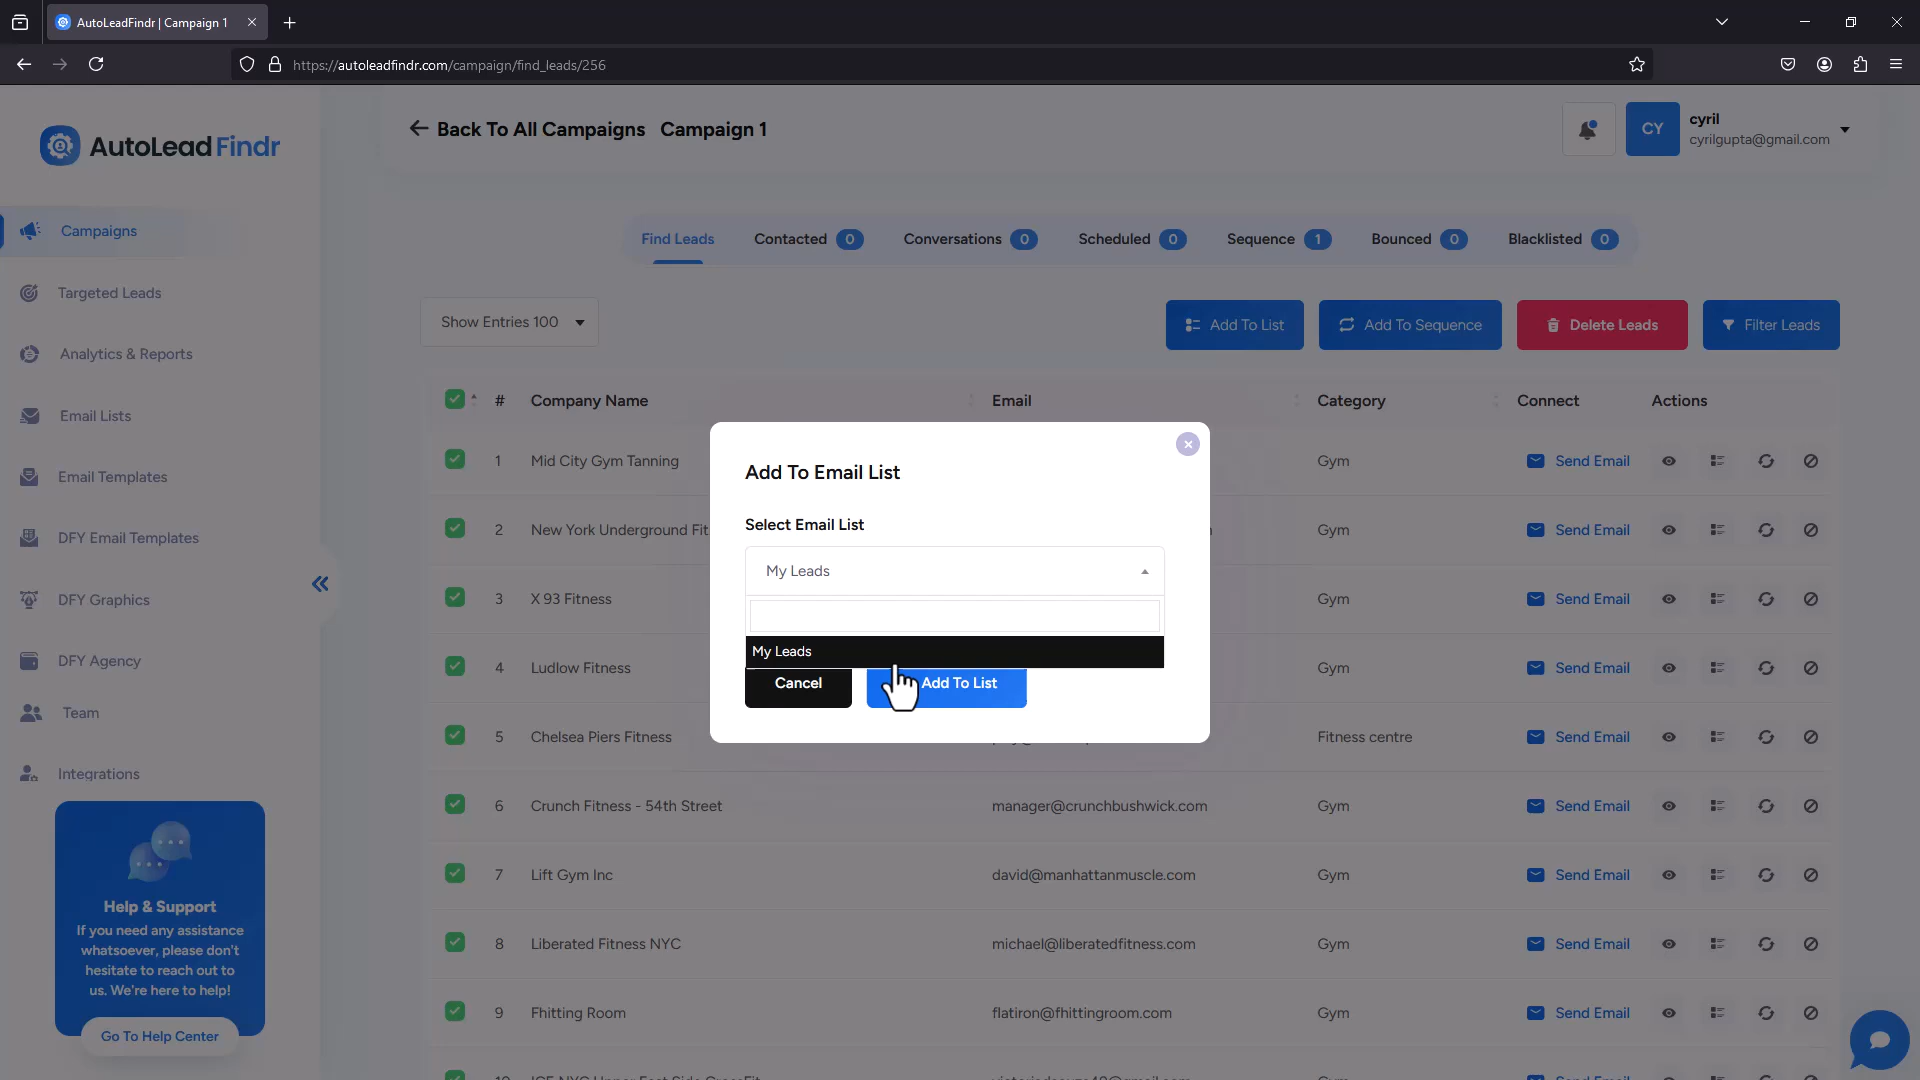 AutoLeadFindr | Campaign 1
https://autoleadfindr.com/campaign/find_leads/256
AutoLead Findr
Back To All Campaigns Campaign 1
CY
cyril
cyrilgupta@gmail.com
Campaigns
Targeted Leads
Analytics & Reports
Email Lists
Email Templates
DFY Email Templates
DFY Graphics
DFY Agency
Team
Integrations
Help & Support
If you need any assistance
whatsoever, please don't
hesitate to reach out to
us. We're here to help!
Go To Help Center
Find Leads Contacted 0 Conversations 0 Scheduled 0 Sequence 1 Bounced 0 Blacklisted 0
Show Entries 100
Add To List Add To Sequence Delete Leads Filter Leads
# Company Name Email Category Connect Actions
1 Mid City Gym Tanning Gym Send Email
2 New York Underground Fit Gym Send Email
3 X 93 Fitness Gym Send Email
4 Ludlow Fitness Gym Send Email
5 Chelsea Piers Fitness Fitness centre Send Email
6 Crunch Fitness - 54th Street manager@crunchbushwick.com Gym Send Email
7 Lift Gym Inc david@manhattanmuscle.com Gym Send Email
8 Liberated Fitness NYC michael@liberatedfitness.com Gym Send Email
9 Fhitting Room flatiron@fhittingroom.com Gym Send Email
Add To Email List
Select Email List
My Leads
My Leads
Cancel Add To List